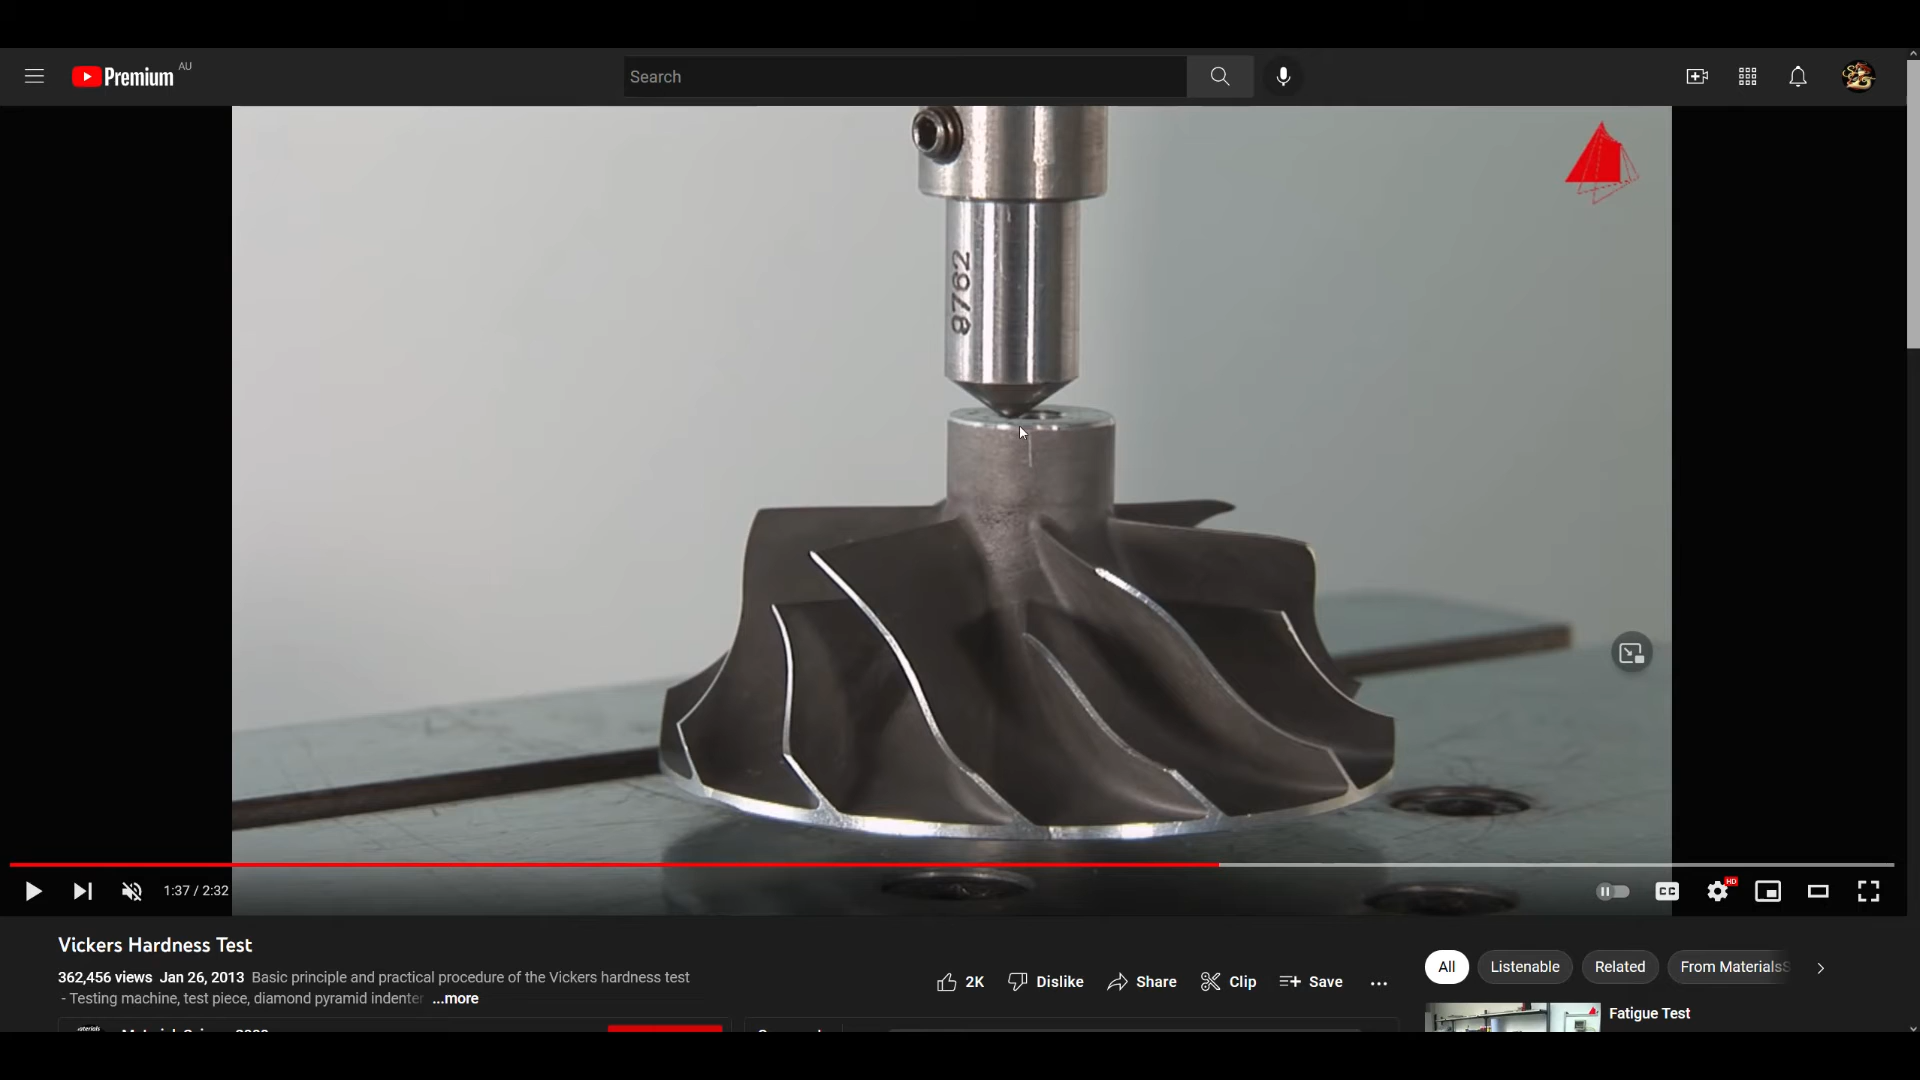 Premium AU
Search
8762
1:37 / 2:32
CC
HD
Vickers Hardness Test
362,456 views Jan 26, 2013 Basic principle and practical procedure of the Vickers hardness test
- Testing machine, test piece, diamond pyramid indenter ...more
2K Dislike Share Clip Save ...
All Listenable Related From Materials
Fatigue Test